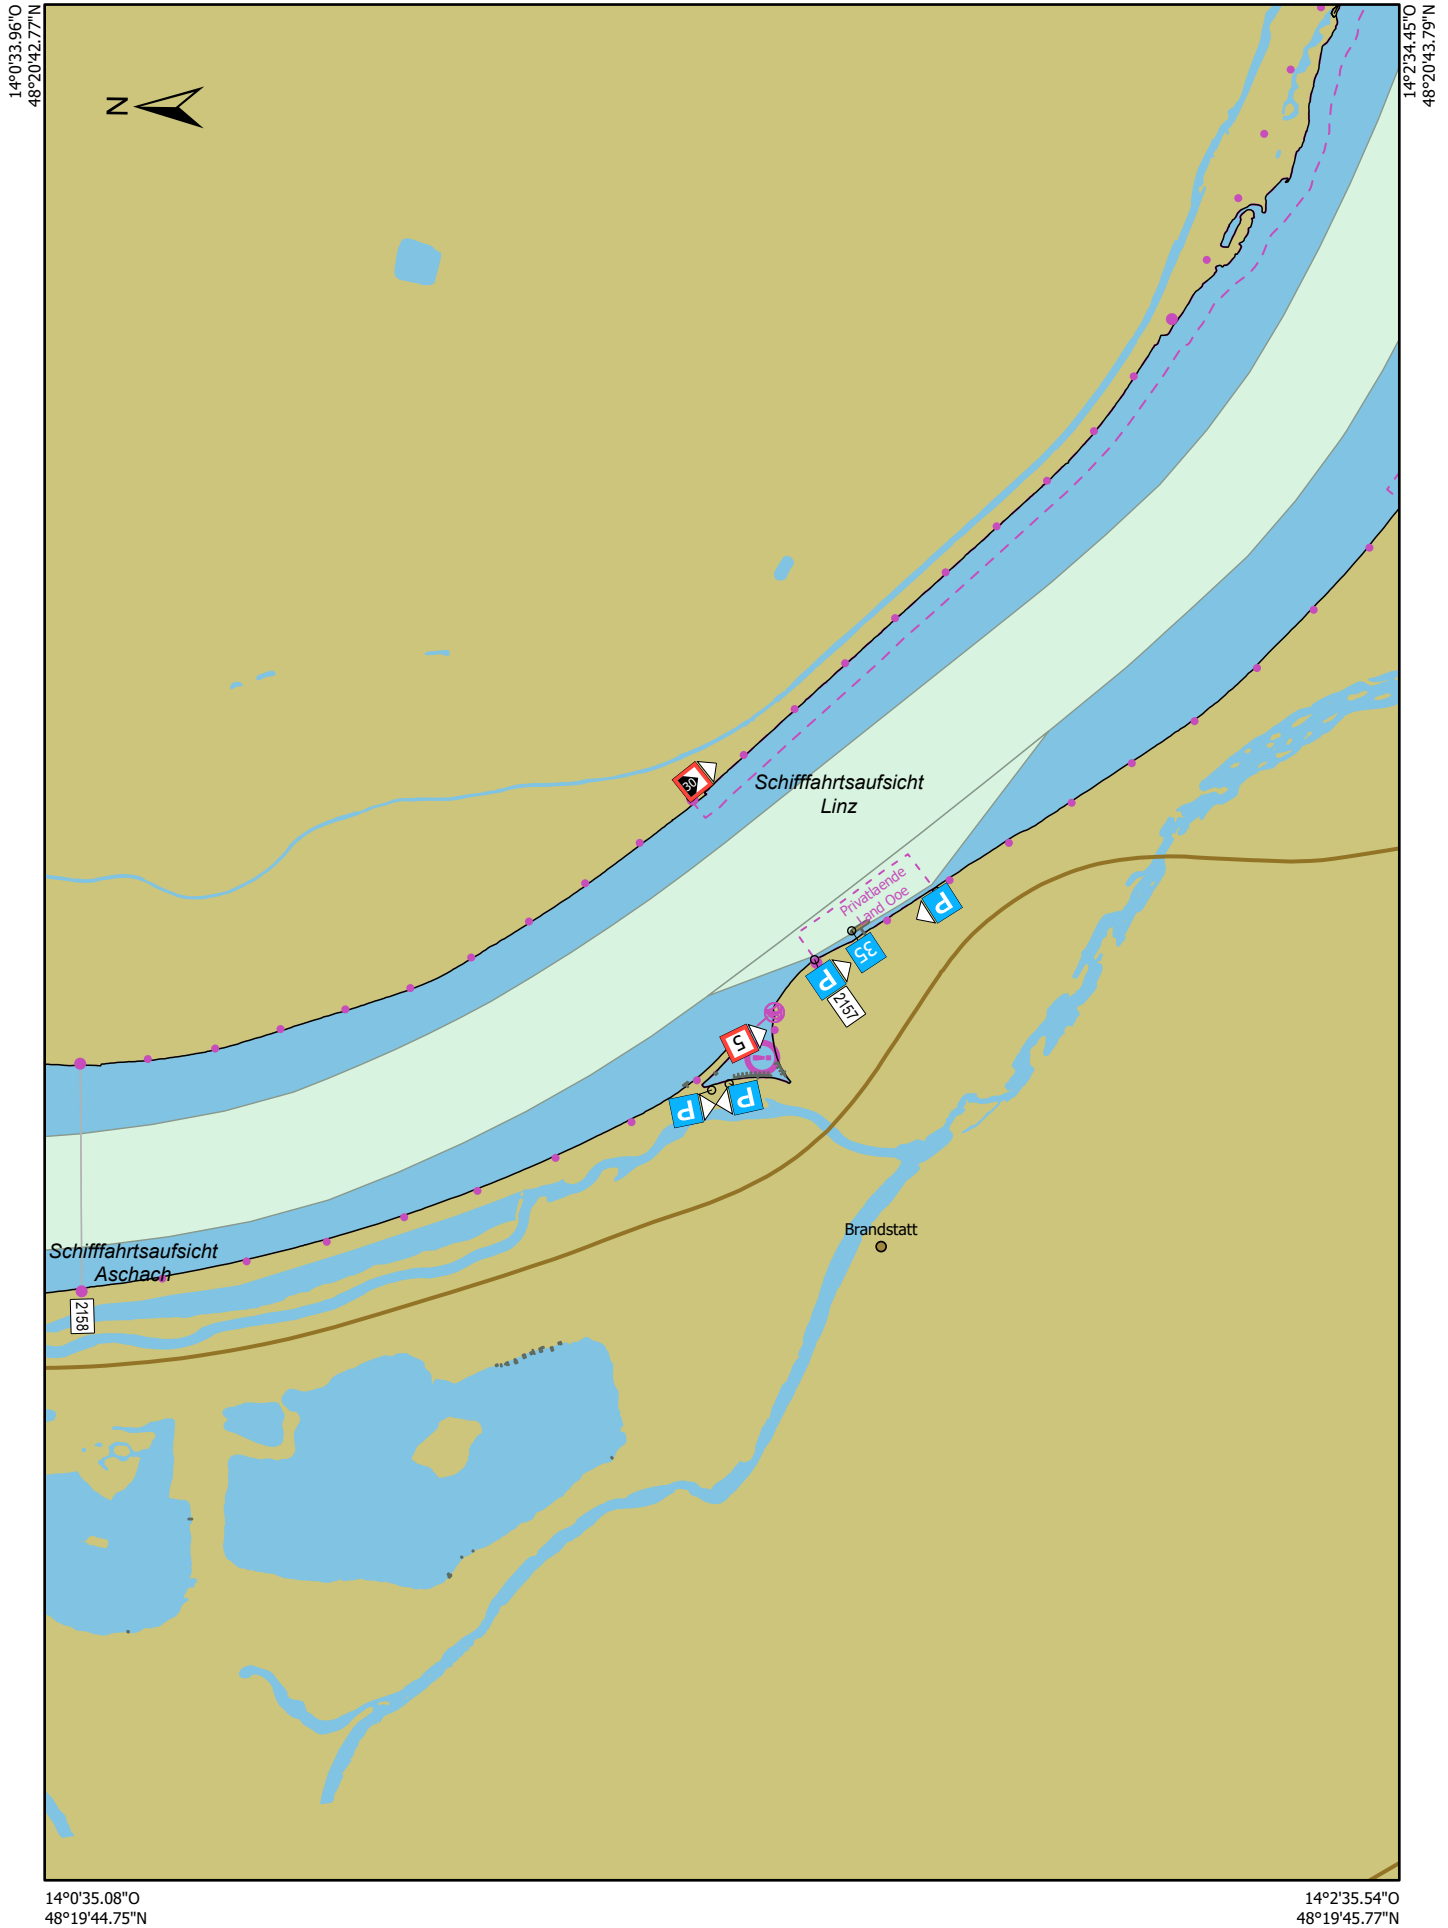 14°0'33.96"O
48°20'42.77"N
14°2'34.45"O
48°20'43.79"N
N
30
Schifffahrtsaufsicht
Linz
Privatlaende
Land Ooe
P
35
P
2157
5
P
P
Brandstatt
Schifffahrtsaufsicht
Aschach
2158
14°0'35.08"O
48°19'44.75"N
14°2'35.54"O
48°19'45.77"N